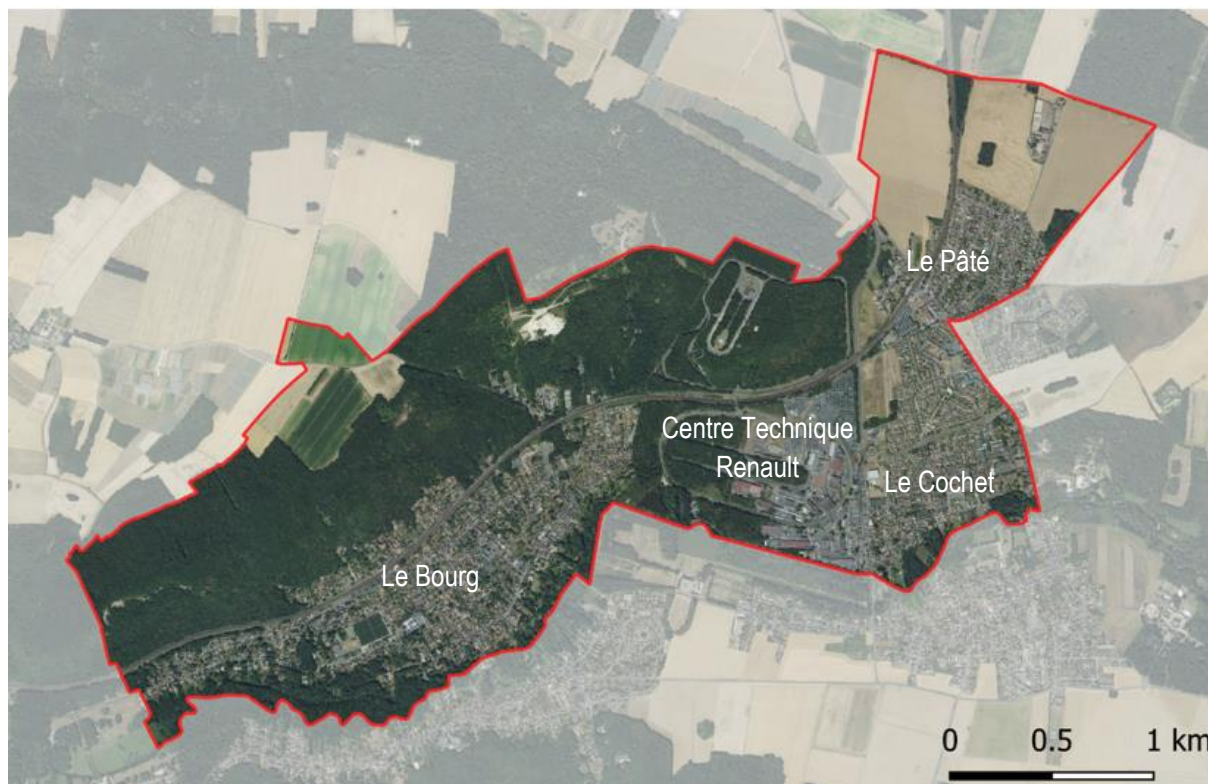 Le Pâté
Centre Technique
Renault
Le Cochet
Le Bourg
0 0.5 1 km